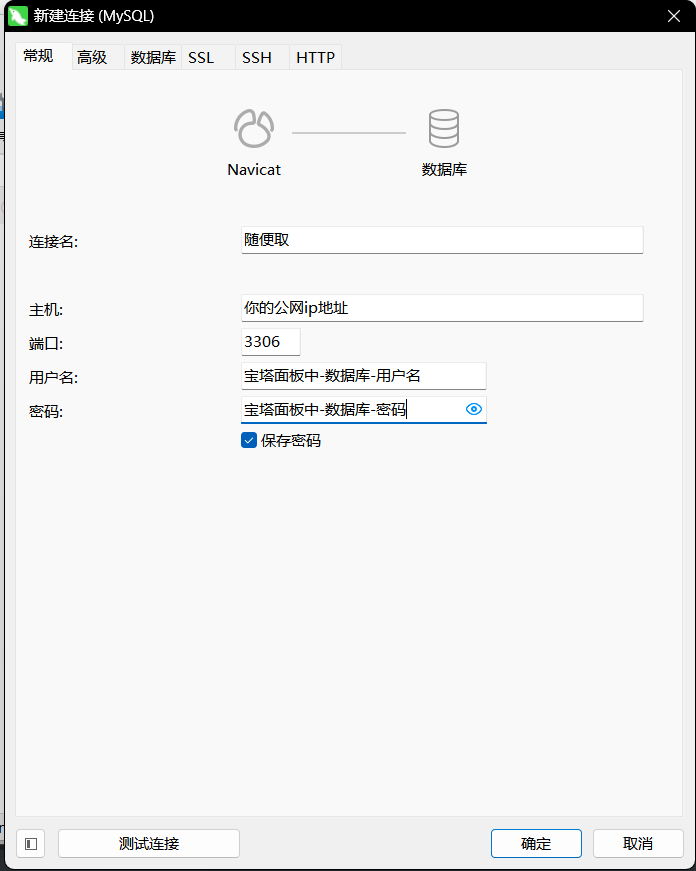 新建连接 (MySQL)
常规 高级 数据库 SSL SSH HTTP
Navicat 数据库
连接名: 随便取
主机: 你的公网ip地址
端口: 3306
用户名: 宝塔面板中-数据库-用户名
密码: 宝塔面板中-数据库-密码
保存密码
测试连接 确定 取消